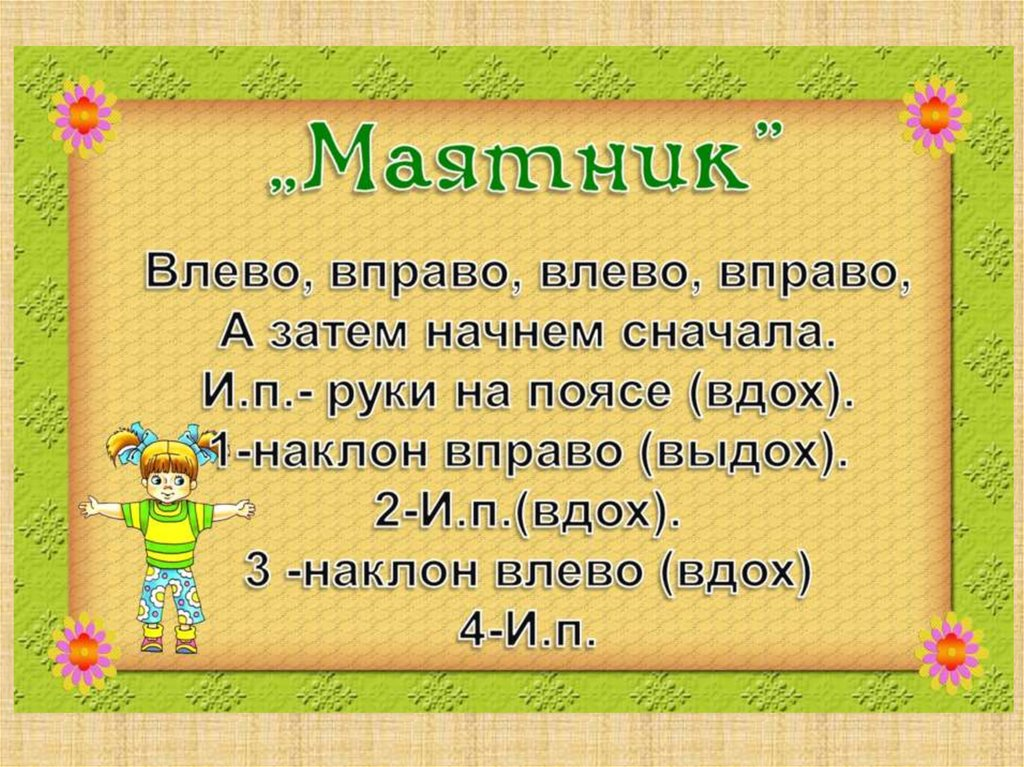 „Маятник”
Влево, вправо, влево, вправо,
А затем начнем сначала.
И.п.- руки на поясе (вдох).
1-наклон вправо (выдох).
2-И.п.(вдох).
3 -наклон влево (вдох)
4-И.п.